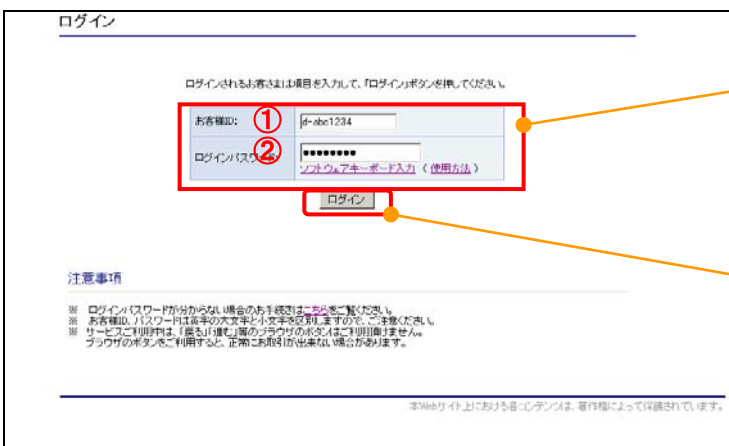 ログイン
ログインされるお客さまは項目を入力して、「ログイン」ボタンを押してください。
お客様ID: ① d-abc1234
ログインパスワード: ② ●●●●●●●●
ソフトウェアキーボード入力 ( 使用方法 )
ログイン
注意事項
※ ログインパスワードが分からない場合のお手続きはこちらをご覧ください。
※ お客様ID、パスワードは英字の大文字と小文字を区別しますので、ご注意ください。
※ サービスご利用中は、「戻る」「進む」等のブラウザのボタンはご利用頂けません。
ブラウザのボタンをご利用すると、正常にお取引が出来ない場合があります。
本Webサイト上における各コンテンツは、著作権によって保護されています。